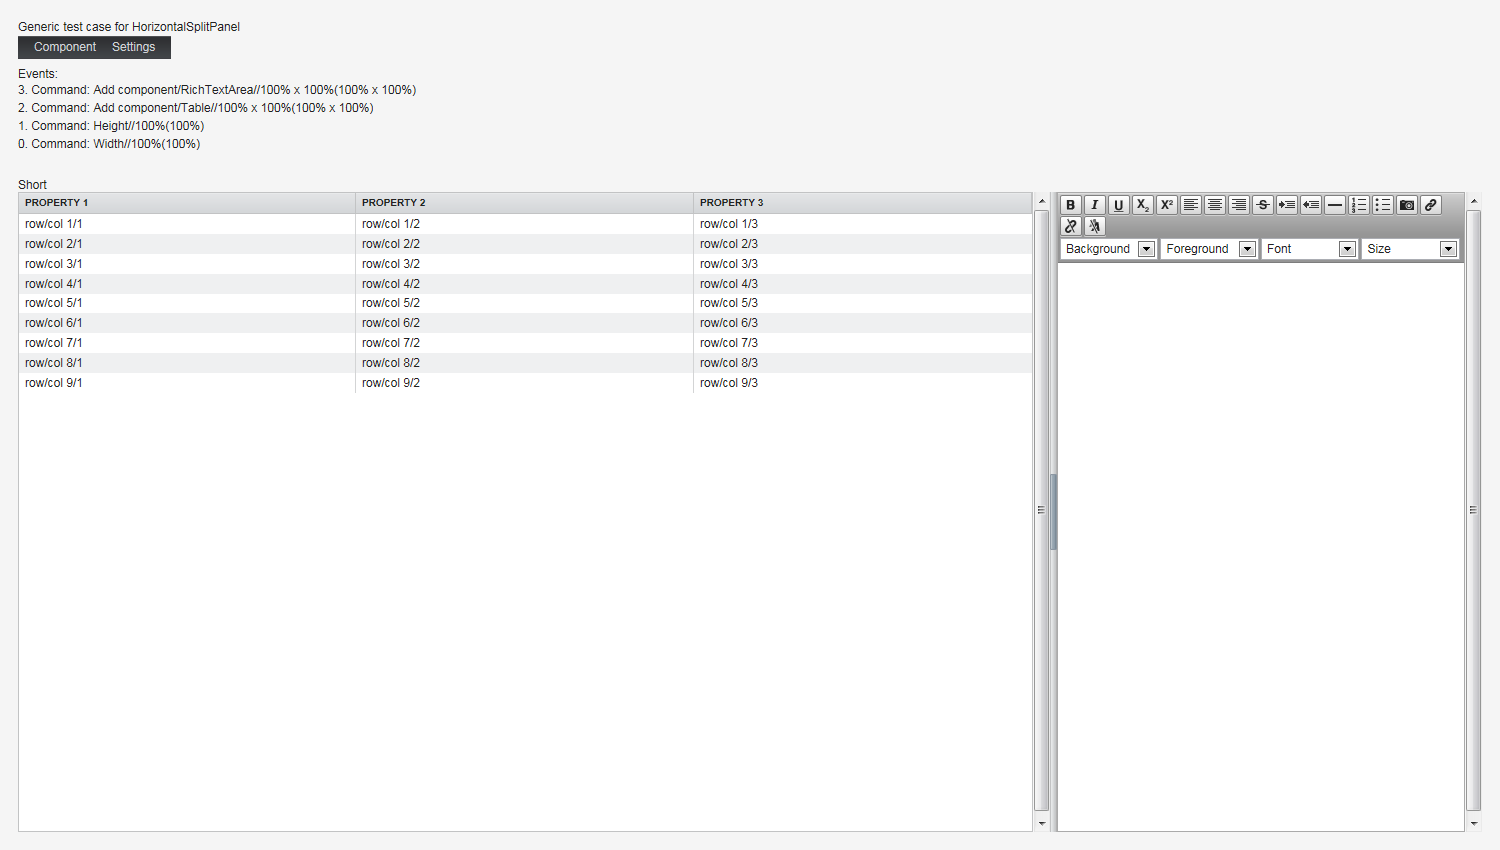 Generic test case for HorizontalSplitPanel
Component Settings
Events:
3. Command: Add component/RichTextArea//100% x 100%(100% x 100%)
2. Command: Add component/Table//100% x 100%(100% x 100%)
1. Command: Height//100%(100%)
0. Command: Width//100%(100%)
Short
PROPERTY 1 PROPERTY 2 PROPERTY 3
row/col 1/1 row/col 1/2 row/col 1/3
row/col 2/1 row/col 2/2 row/col 2/3
row/col 3/1 row/col 3/2 row/col 3/3
row/col 4/1 row/col 4/2 row/col 4/3
row/col 5/1 row/col 5/2 row/col 5/3
row/col 6/1 row/col 6/2 row/col 6/3
row/col 7/1 row/col 7/2 row/col 7/3
row/col 8/1 row/col 8/2 row/col 8/3
row/col 9/1 row/col 9/2 row/col 9/3
B I U X₂ X² S
Background Foreground Font Size